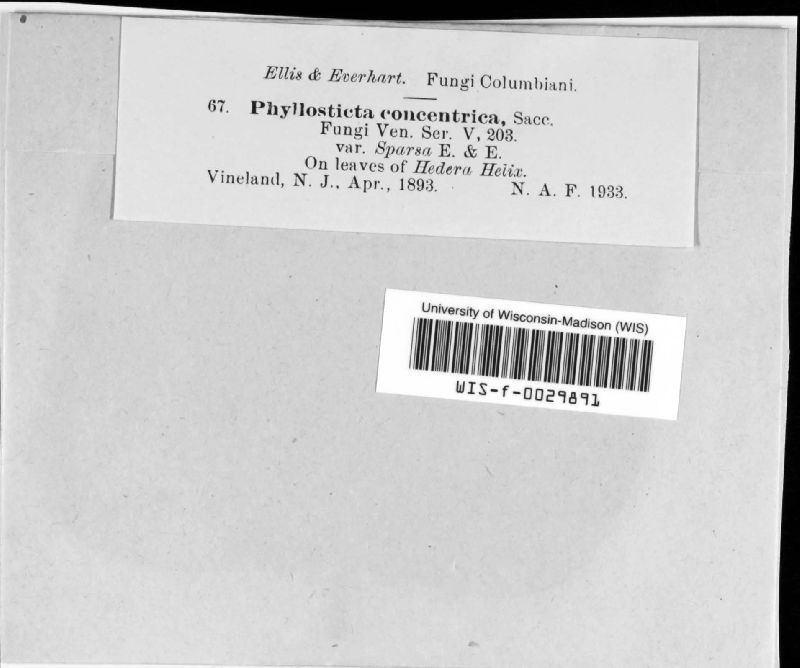 Ellis & Everhart. Fungi Columbiani.
67. Phyllosticta concentrica, Sacc.
Fungi Ven. Ser. V, 203.
var. Sparsa E. & E.
On leaves of Hedera Helix.
Vineland, N. J., Apr., 1893. N. A. F. 1933.
University of Wisconsin-Madison (WIS)
WIS-f-0029891